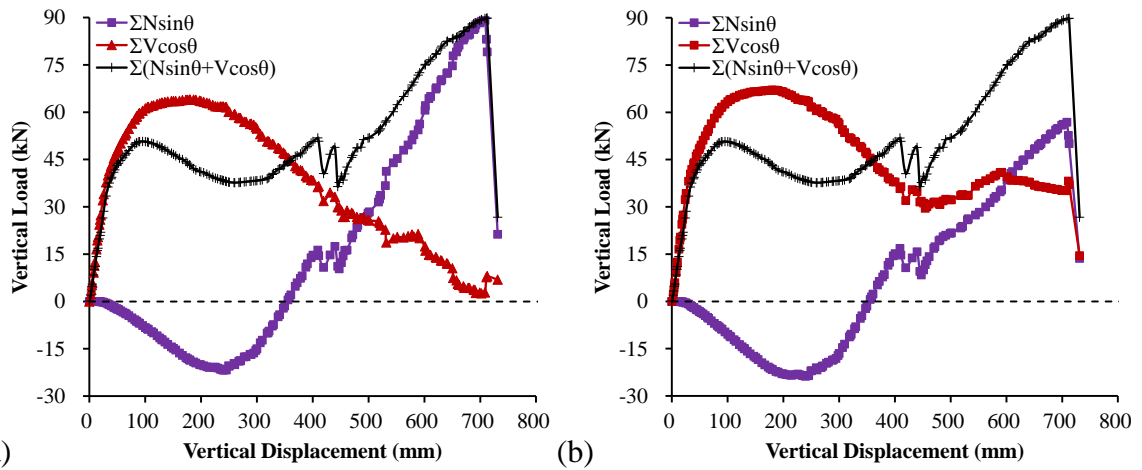 90
75
60
45
30
15
0
-15
-30
Vertical Load (kN)
ΣNsinθ
ΣVcosθ
Σ(Nsinθ+Vcosθ)
0 100 200 300 400 500 600 700 800
Vertical Displacement (mm)
)
90
75
60
45
30
15
0
-15
-30
Vertical Load (kN)
ΣNsinθ
ΣVcosθ
Σ(Nsinθ+Vcosθ)
0 100 200 300 400 500 600 700 800
Vertical Displacement (mm)
(b)